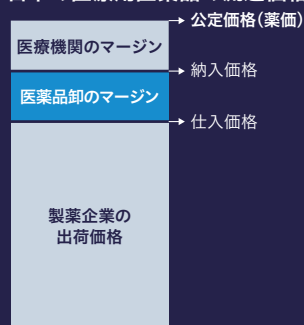 公定価格(薬価)
医療機関のマージン
納入価格
医薬品卸のマージン
仕入価格
製薬企業の
出荷価格